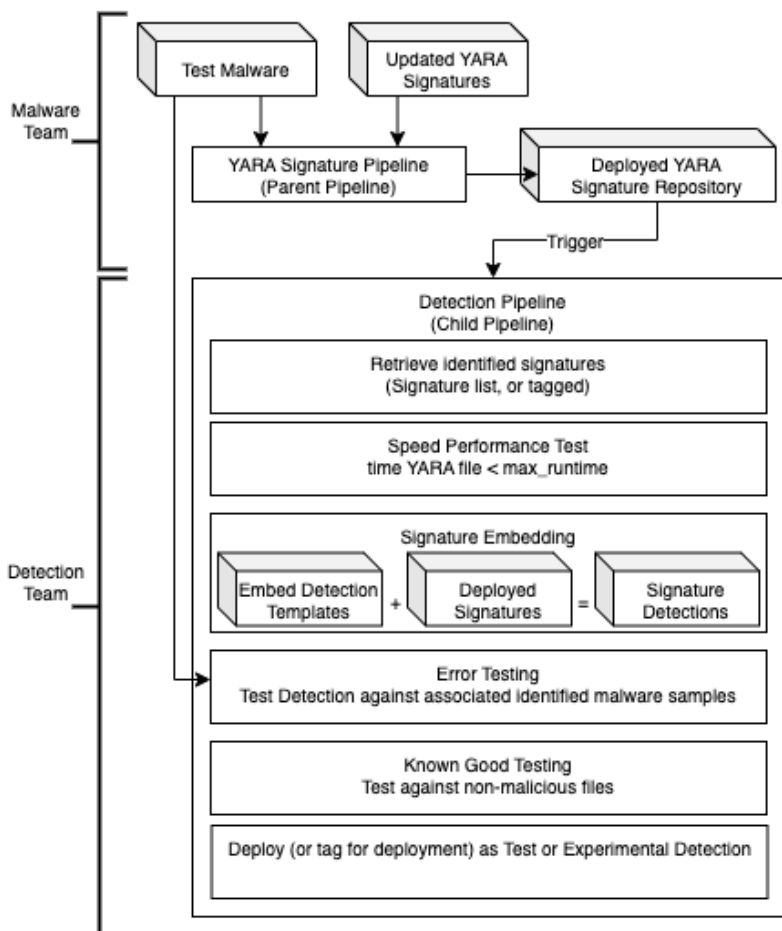 Malware
Team
Test Malware
Updated YARA
Signatures
YARA Signature Pipeline
(Parent Pipeline)
Deployed YARA
Signature Repository
Trigger
Detection
Team
Detection Pipeline
(Child Pipeline)
Retrieve identified signatures
(Signature list, or tagged)
Speed Performance Test
time YARA file < max_runtime
Signature Embedding
Embed Detection
Templates
+
Deployed
Signatures
=
Signature
Detections
Error Testing
Test Detection against associated identified malware samples
Known Good Testing
Test against non-malicious files
Deploy (or tag for deployment) as Test or Experimental Detection